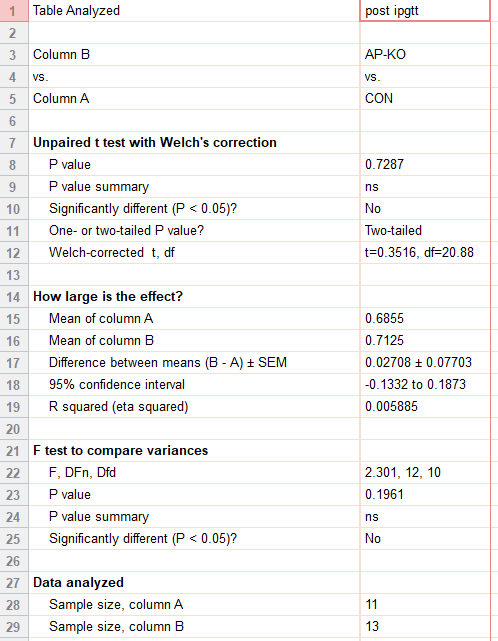 1 Table Analyzed post ipgtt
2
3 Column B AP-KO
4 vs. vs.
5 Column A CON
6
7 Unpaired t test with Welch's correction
8 P value 0.7287
9 P value summary ns
10 Significantly different (P < 0.05)? No
11 One- or two-tailed P value? Two-tailed
12 Welch-corrected t, df t=0.3516, df=20.88
13
14 How large is the effect?
15 Mean of column A 0.6855
16 Mean of column B 0.7125
17 Difference between means (B - A) ± SEM 0.02708 ± 0.07703
18 95% confidence interval -0.1332 to 0.1873
19 R squared (eta squared) 0.005885
20
21 F test to compare variances
22 F, DFn, Dfd 2.301, 12, 10
23 P value 0.1961
24 P value summary ns
25 Significantly different (P < 0.05)? No
26
27 Data analyzed
28 Sample size, column A 11
29 Sample size, column B 13